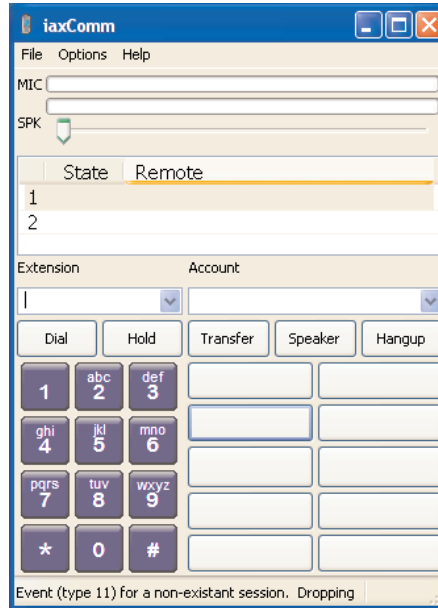 iaxComm
File Options Help
MIC
SPK
State Remote
1
2
Extension Account
Dial Hold Transfer Speaker Hangup
1 abc 2 def 3
ghi 4 jkl 5 mno 6
pqrs 7 tuv 8 wxyz 9
* 0 #
Event (type 11) for a non-existant session. Dropping